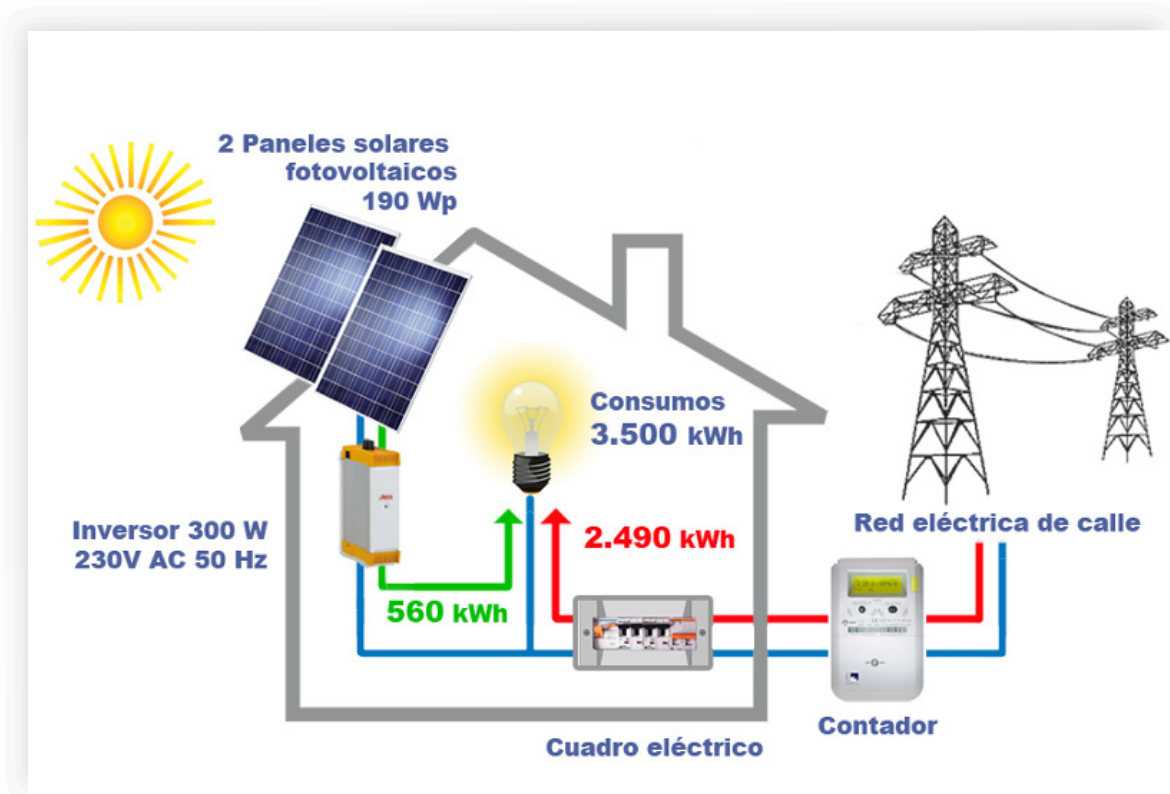 2 Paneles solares
fotovoltaicos
190 Wp
Consumos
3.500 kWh
Inversor 300 W
230V AC 50 Hz
2.490 kWh
560 kWh
Red eléctrica de calle
Contador
Cuadro eléctrico